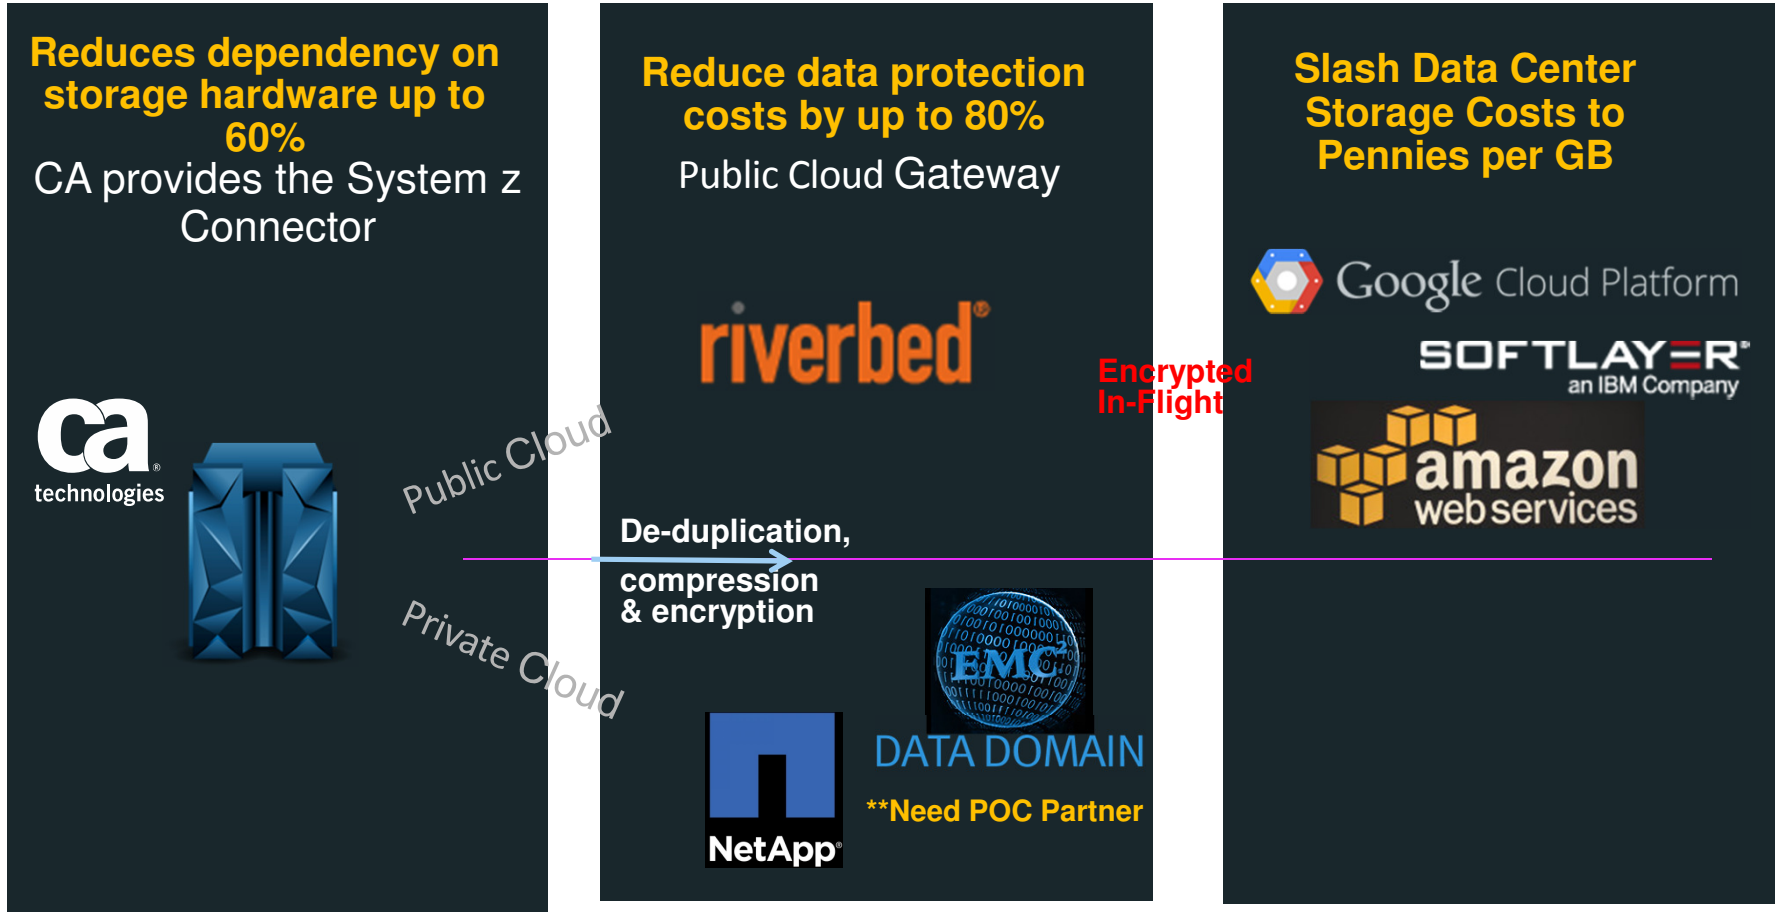 Reduces dependency on
storage hardware up to
60%
CA provides the System z
Connector
ca
technologies
Public Cloud
Private Cloud
Reduce data protection
costs by up to 80%
Public Cloud Gateway
riverbed®
Encrypted
In-Flight
De-duplication,
compression
& encryption
EMC²
DATA DOMAIN
**Need POC Partner
NetApp®
Slash Data Center
Storage Costs to
Pennies per GB
Google Cloud Platform
SOFTLAYER®
an IBM Company
amazon
web services